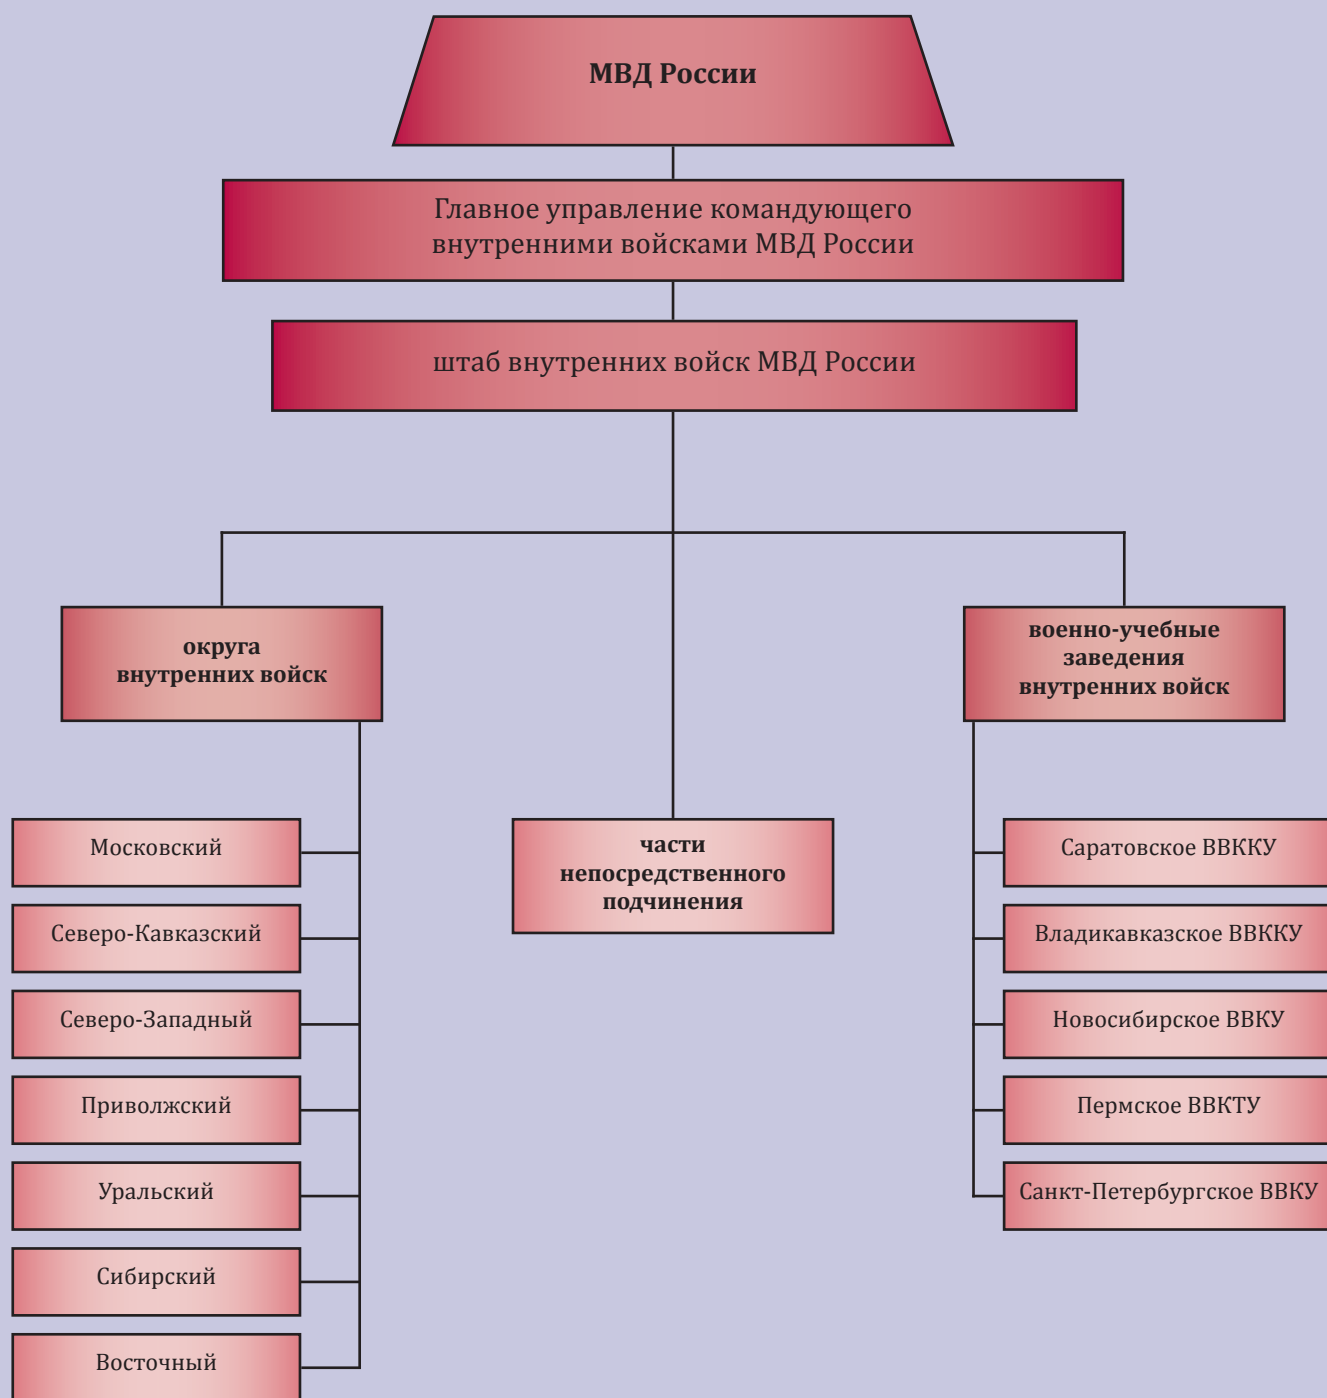 МВД России
Главное управление командующего
внутренними войсками МВД России
штаб внутренних войск МВД России
округа
внутренних войск
военно-учебные
заведения
внутренних войск
Московский
Северо-Кавказский
Северо-Западный
Приволжский
Уральский
Сибирский
Восточный
части
непосредственного
подчинения
Саратовское ВВККУ
Владикавказское ВВККУ
Новосибирское ВВКУ
Пермское ВВКТУ
Санкт-Петербургское ВВКУ